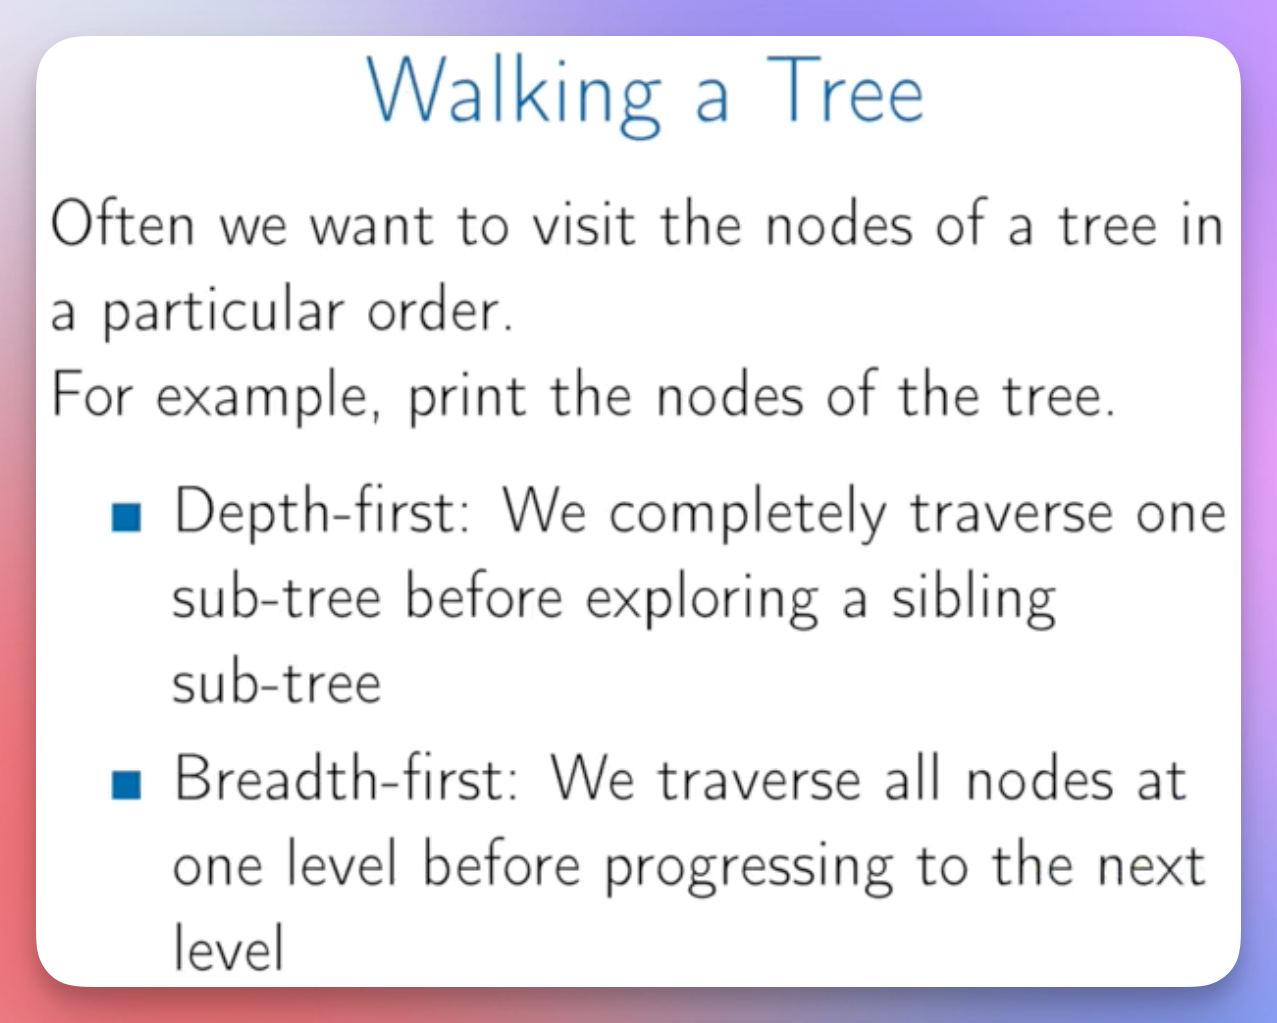 Walking a Tree
Often we want to visit the nodes of a tree in
a particular order.
For example, print the nodes of the tree.
■ Depth-first: We completely traverse one
sub-tree before exploring a sibling
sub-tree
■ Breadth-first: We traverse all nodes at
one level before progressing to the next
level